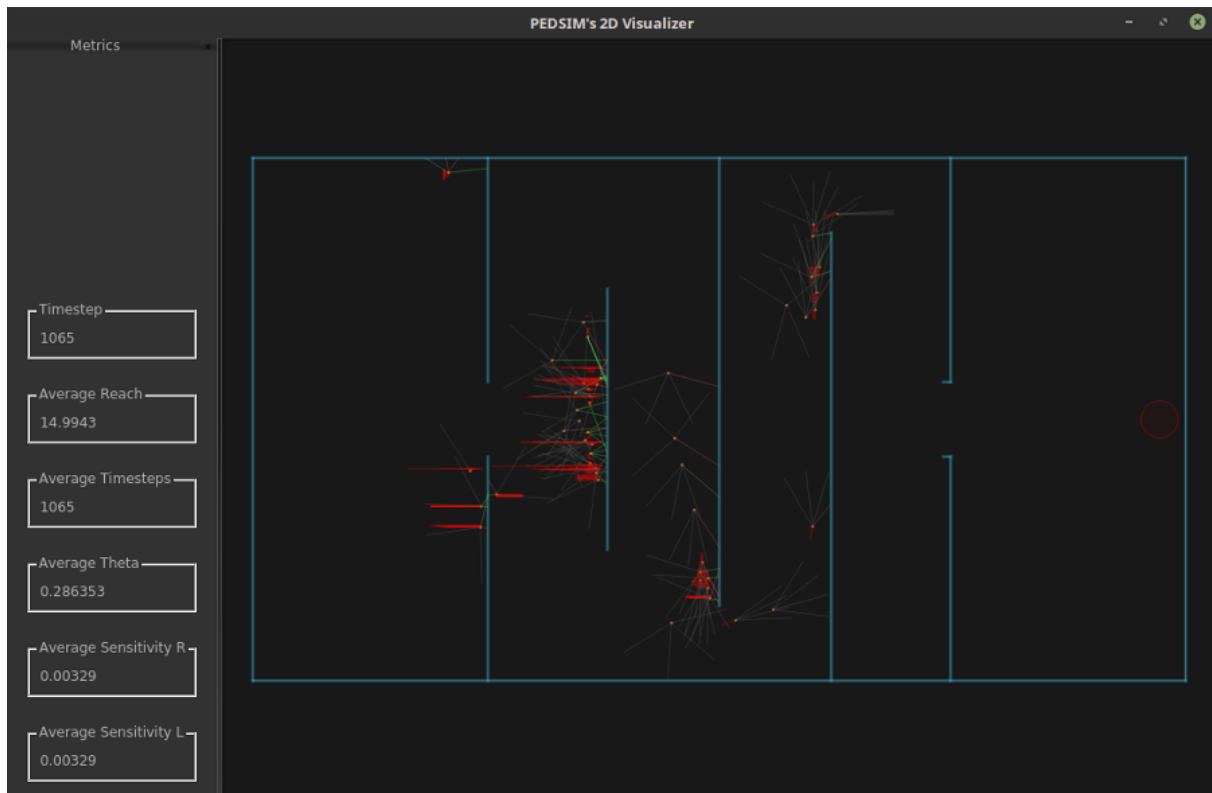 PEDSIM's 2D Visualizer
Metrics
Timestep
1065
Average Reach
14.9943
Average Timesteps
1065
Average Theta
0.286353
Average Sensitivity R
0.00329
Average Sensitivity L
0.00329